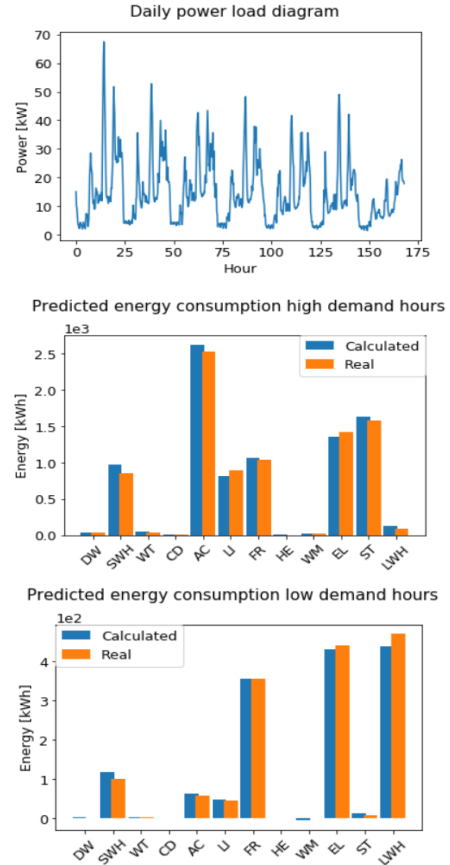 Daily power load diagram
70
60
50
40
30
20
10
0
Power [kW]
0 25 50 75 100 125 150 175
Hour
Predicted energy consumption high demand hours
1e3
2.5
2.0
1.5
1.0
0.5
0.0
Energy [kWh]
Calculated
Real
DW SWH WT CD AC LI FR HE WM EL ST LWH
Predicted energy consumption low demand hours
1e2
4
3
2
1
0
Energy [kWh]
Calculated
Real
DW SWH WT CD AC LI FR HE WM EL ST LWH